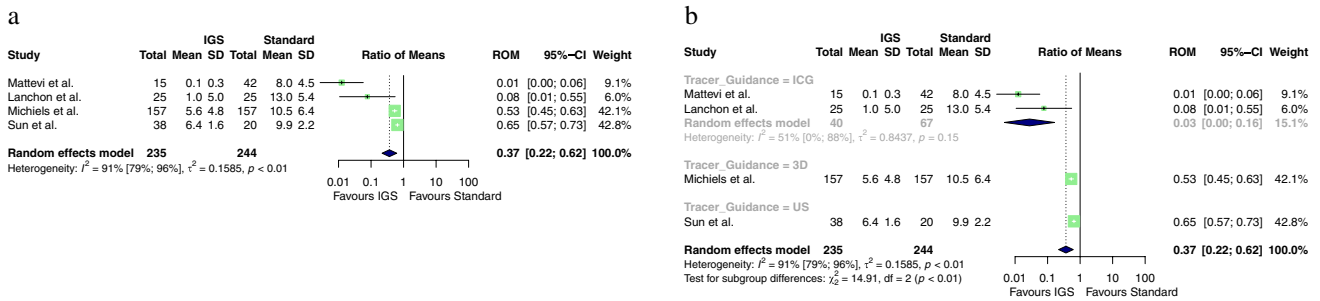 a
IGS Standard
Study Total Mean SD Total Mean SD Ratio of Means ROM 95%–CI Weight
Mattevi et al. 15 0.1 0.3 42 8.0 4.5 0.01 [0.00; 0.06] 9.1%
Lanchon et al. 25 1.0 5.0 25 13.0 5.4 0.08 [0.01; 0.55] 6.0%
Michiels et al. 157 5.6 4.8 157 10.5 6.4 0.53 [0.45; 0.63] 42.1%
Sun et al. 38 6.4 1.6 20 9.9 2.2 0.65 [0.57; 0.73] 42.8%
Random effects model 235 244 0.37 [0.22; 0.62] 100.0%
Heterogeneity: I² = 91% [79%; 96%], τ² = 0.1585, p < 0.01
0.01 0.1 1 10 100
Favours IGS Favours Standard
b
IGS Standard
Study Total Mean SD Total Mean SD Ratio of Means ROM 95%–CI Weight
Tracer_Guidance = ICG
Mattevi et al. 15 0.1 0.3 42 8.0 4.5 0.01 [0.00; 0.06] 9.1%
Lanchon et al. 25 1.0 5.0 25 13.0 5.4 0.08 [0.01; 0.55] 6.0%
Random effects model 40 67 0.03 [0.00; 0.16] 15.1%
Heterogeneity: I² = 51% [0%; 88%], τ² = 0.8437, p = 0.15
Tracer_Guidance = 3D
Michiels et al. 157 5.6 4.8 157 10.5 6.4 0.53 [0.45; 0.63] 42.1%
Tracer_Guidance = US
Sun et al. 38 6.4 1.6 20 9.9 2.2 0.65 [0.57; 0.73] 42.8%
Random effects model 235 244 0.37 [0.22; 0.62] 100.0%
Heterogeneity: I² = 91% [79%; 96%], τ² = 0.1585, p < 0.01
Test for subgroup differences: χ²₂ = 14.91, df = 2 (p < 0.01)
0.01 0.1 1 10 100
Favours IGS Favours Standard